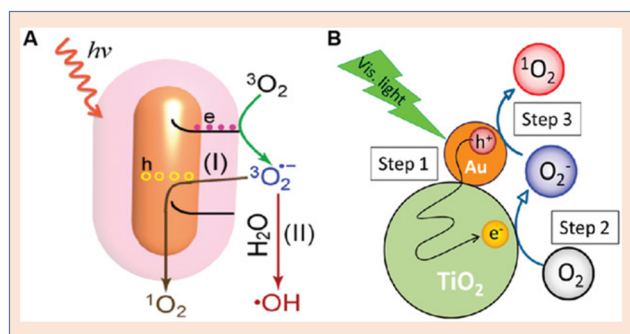 A
hν
³O₂
e
h
(I)
³O₂•−
H₂O
(II)
¹O₂
•OH
B
Vis. light
¹O₂
h⁺
Step 3
Au
Step 1
O₂⁻
e⁻
Step 2
TiO₂
O₂